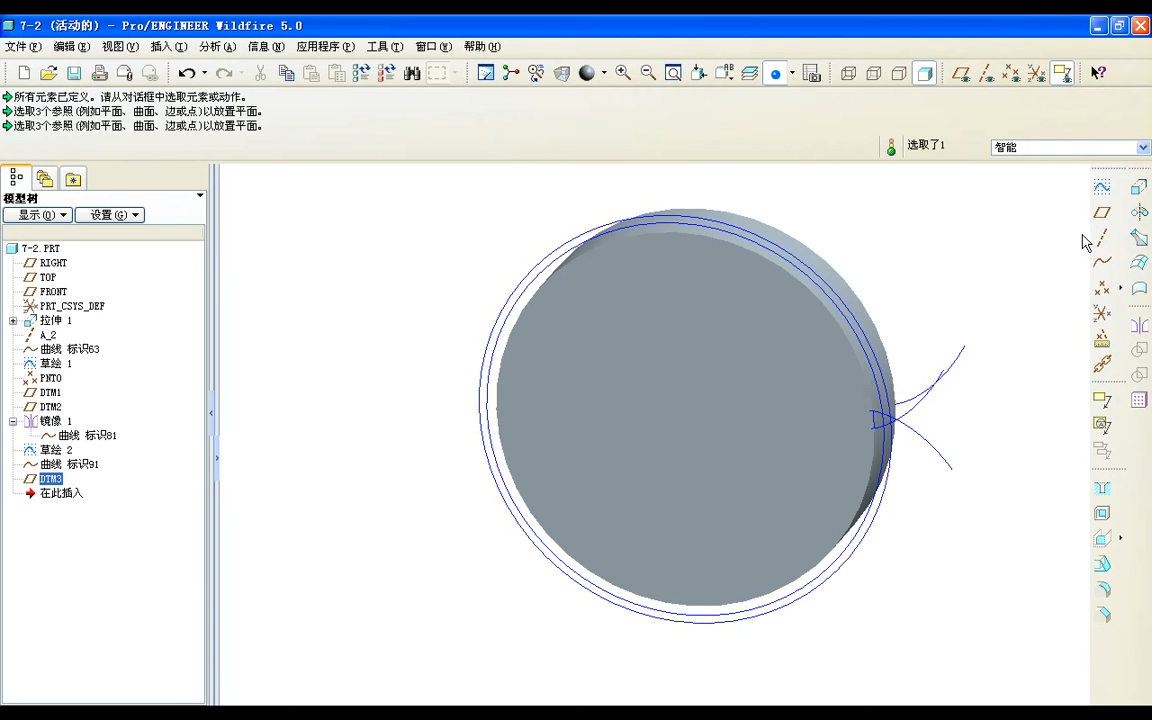 7-2 (活动的) - Pro/ENGINEER Wildfire 5.0
文件(F) 编辑(E) 视图(V) 插入(I) 分析(A) 信息(N) 应用程序(P) 工具(T) 窗口(W) 帮助(H)
所有元素已定义。请从对话框中选取元素或动作。
选取3个参照(例如平面、曲面、边或点)以放置平面。
选取3个参照(例如平面、曲面、边或点)以放置平面。
选取了1 智能
模型树
显示(O) 设置(G)
7-2.PRT
RIGHT
TOP
FRONT
PRT_CSYS_DEF
拉伸 1
A_2
曲线 标识63
草绘 1
PNT0
DTM1
DTM2
镜像 1
曲线 标识81
草绘 2
曲线 标识91
DTM3
在此插入